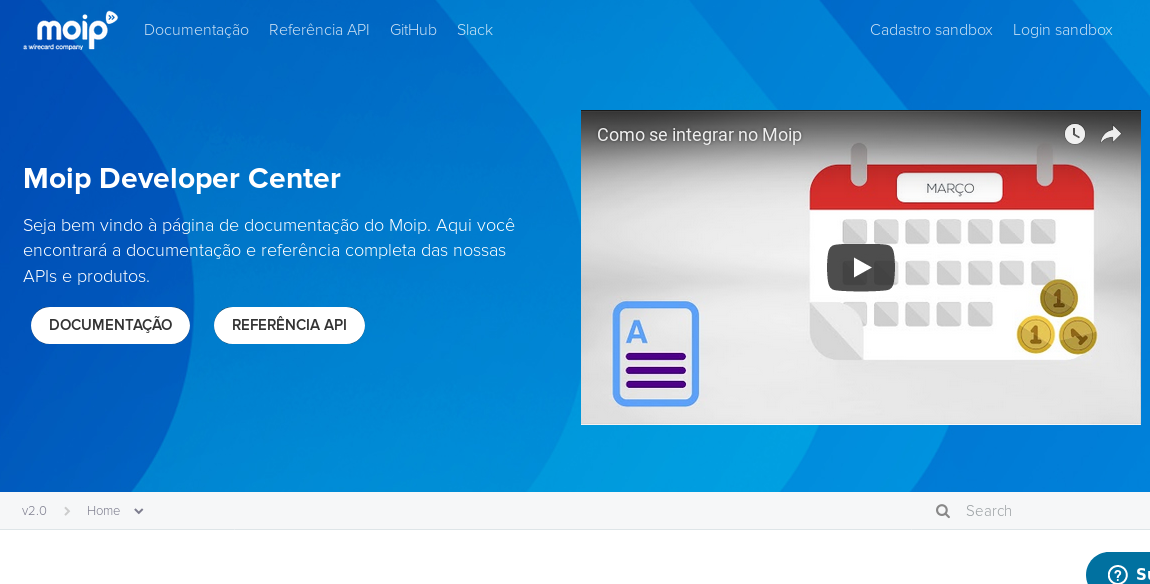 moip
a wirecard company
Documentação
Referência API
GitHub
Slack
Cadastro sandbox
Login sandbox
Moip Developer Center
Seja bem vindo à página de documentação do Moip. Aqui você
encontrará a documentação e referência completa das nossas
APIs e produtos.
DOCUMENTAÇÃO
REFERÊNCIA API
Como se integrar no Moip
MARÇO
A
1
1
1
v2.0
Home
Search